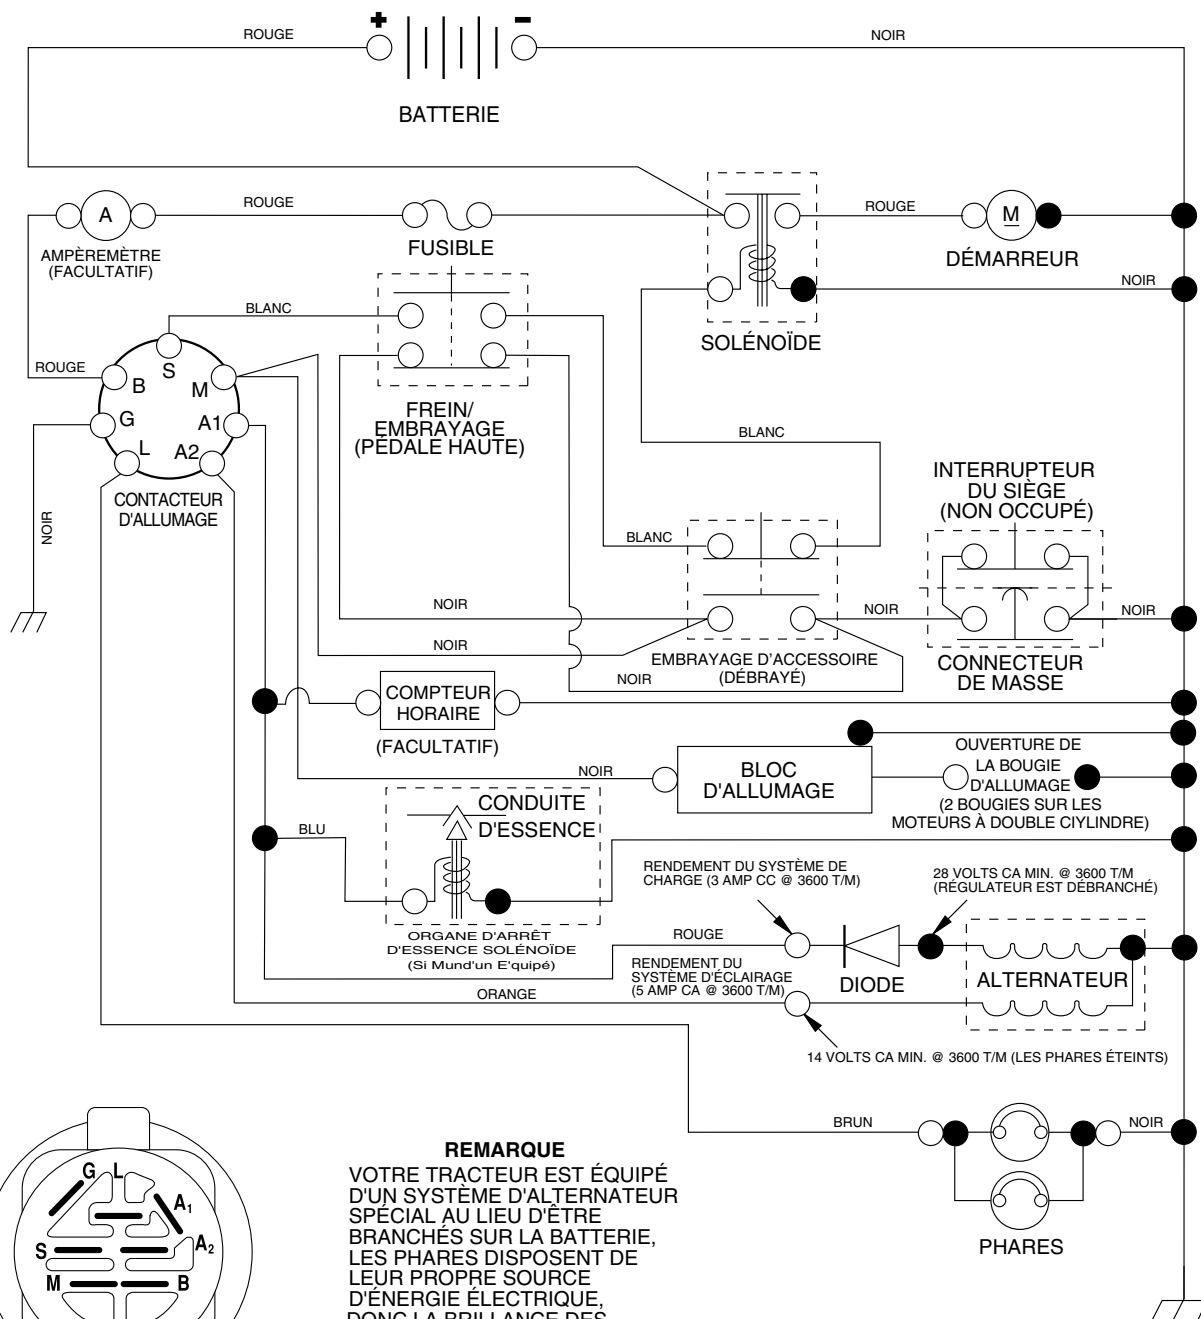 + -
ROUGE
NOIR
BATTERIE
A
ROUGE
AMPÈREMÈTRE
(FACULTATIF)
FUSIBLE
ROUGE
M
DÉMARREUR
NOIR
SOLÉNOÏDE
BLANC
ROUGE
S
B
M
G
A1
L
A2
CONTACTEUR
D'ALLUMAGE
NOIR
FREIN/
EMBRAYAGE
(PÉDALE HAUTE)
BLANC
INTERRUPTEUR
DU SIÈGE
(NON OCCUPÉ)
BLANC
NOIR
NOIR
NOIR
NOIR
NOIR
EMBRAYAGE D'ACCESSOIRE
(DÉBRAYÉ)
CONNECTEUR
DE MASSE
COMPTEUR
HORAIRE
(FACULTATIF)
NOIR
BLOC
D'ALLUMAGE
OUVERTURE DE
LA BOUGIE
D'ALLUMAGE
(2 BOUGIES SUR LES
MOTEURS À DOUBLE CIYLINDRE)
BLU
CONDUITE
D'ESSENCE
ORGANE D'ARRÊT
D'ESSENCE SOLÉNOÏDE
(Si Mund'un E'quipé)
RENDEMENT DU SYSTÈME DE
CHARGE (3 AMP CC @ 3600 T/M)
28 VOLTS CA MIN. @ 3600 T/M
(RÉGULATEUR EST DÉBRANCHÉ)
ROUGE
DIODE
ALTERNATEUR
RENDEMENT DU
SYSTÈME D'ÉCLAIRAGE
(5 AMP CA @ 3600 T/M)
ORANGE
14 VOLTS CA MIN. @ 3600 T/M (LES PHARES ÉTEINTS)
BRUN
NOIR
PHARES
G L
A1
S
A2
M
B
REMARQUE
VOTRE TRACTEUR EST ÉQUIPÉ
D'UN SYSTÈME D'ALTERNATEUR
SPÉCIAL AU LIEU D'ÊTRE
BRANCHÉS SUR LA BATTERIE,
LES PHARES DISPOSENT DE
LEUR PROPRE SOURCE
D'ÉNERGIE ÉLECTRIQUE,
DONC LA BRILLANCE DES